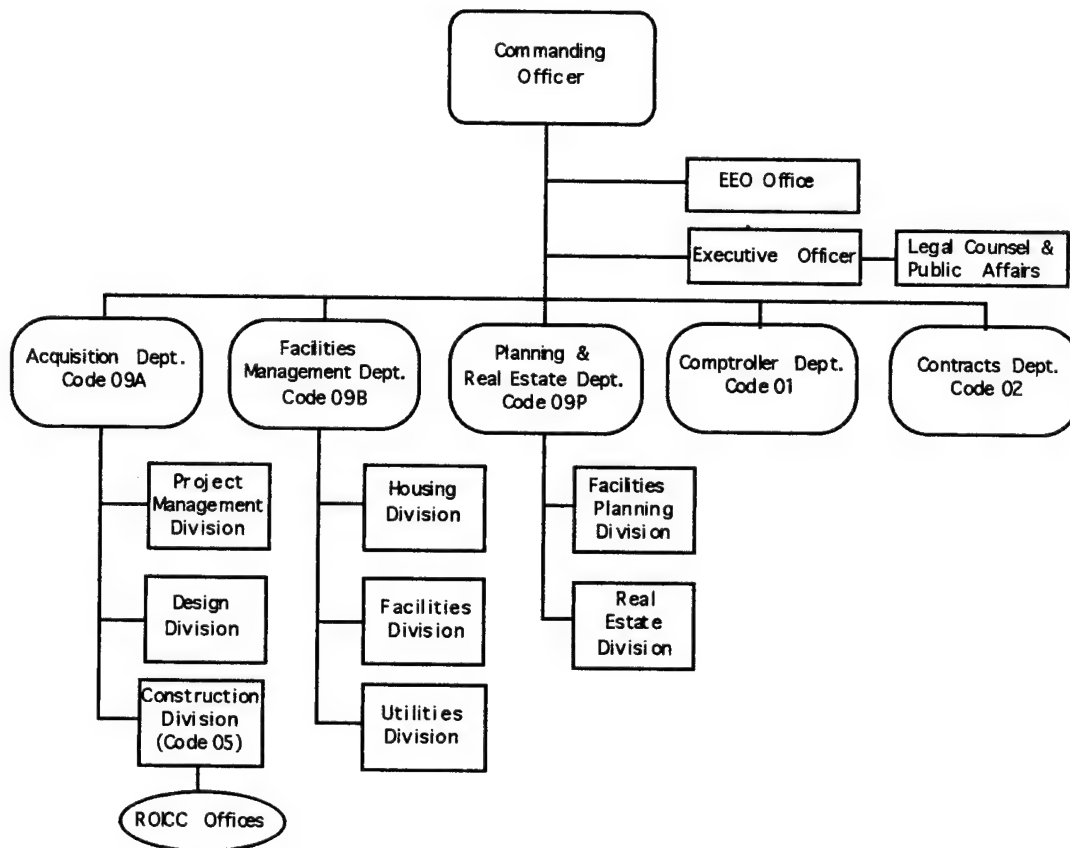 Commanding
Officer
EEO Office
Executive Officer
Legal Counsel &
Public Affairs
Acquisition Dept.
Code 09A
Facilities
Management Dept.
Code 09B
Planning &
Real Estate Dept.
Code 09P
Comptroller Dept.
Code 01
Contracts Dept.
Code 02
Project
Management
Division
Design
Division
Construction
Division
(Code 05)
ROICC Offices
Housing
Division
Facilities
Division
Utilities
Division
Facilities
Planning
Division
Real
Estate
Division